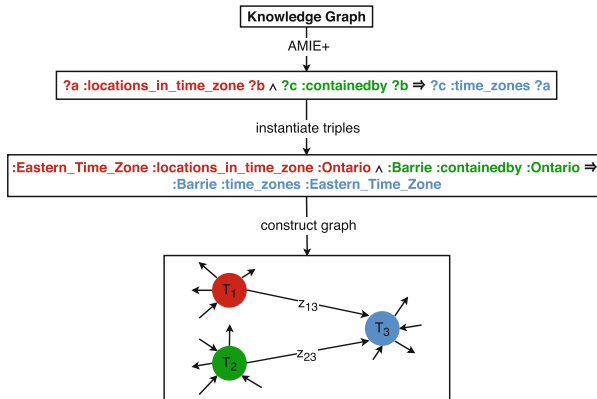 Knowledge Graph
AMIE+
?a :locations_in_time_zone ?b ∧ ?c :containedby ?b ⇒ ?c :time_zones ?a
instantiate triples
:Eastern_Time_Zone :locations_in_time_zone :Ontario ∧ :Barrie :containedby :Ontario ⇒
:Barrie :time_zones :Eastern_Time_Zone
construct graph
T1
z13
T3
T2
z23